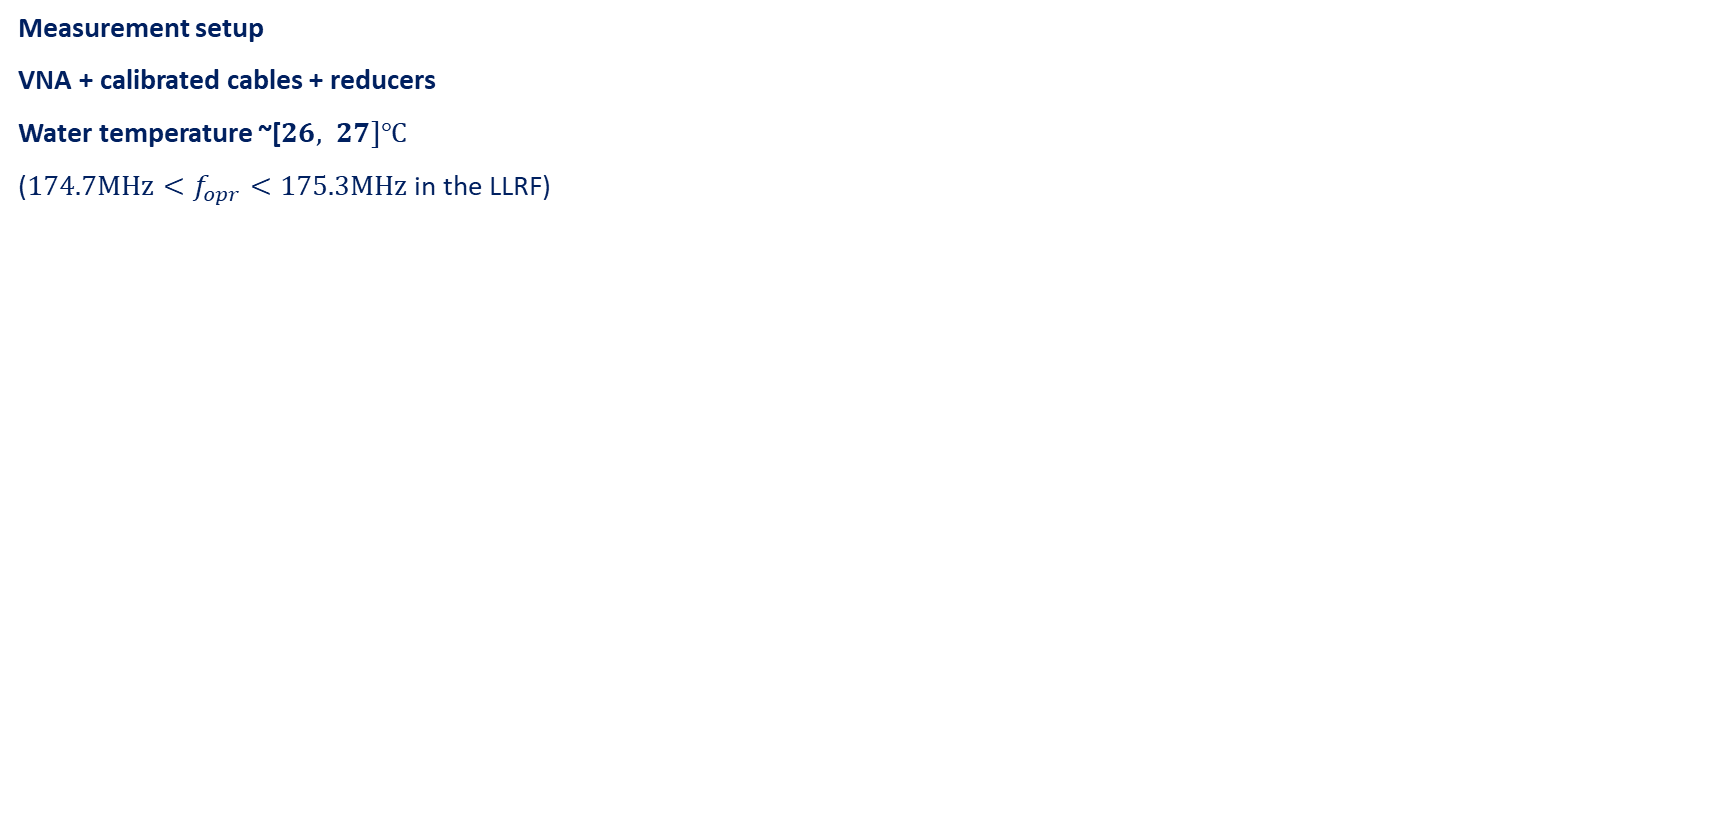 Measurement setup
VNA + calibrated cables + reducers
Water temperature ~[26, 27]°C
(174.7MHz < f_opr < 175.3MHz in the LLRF)